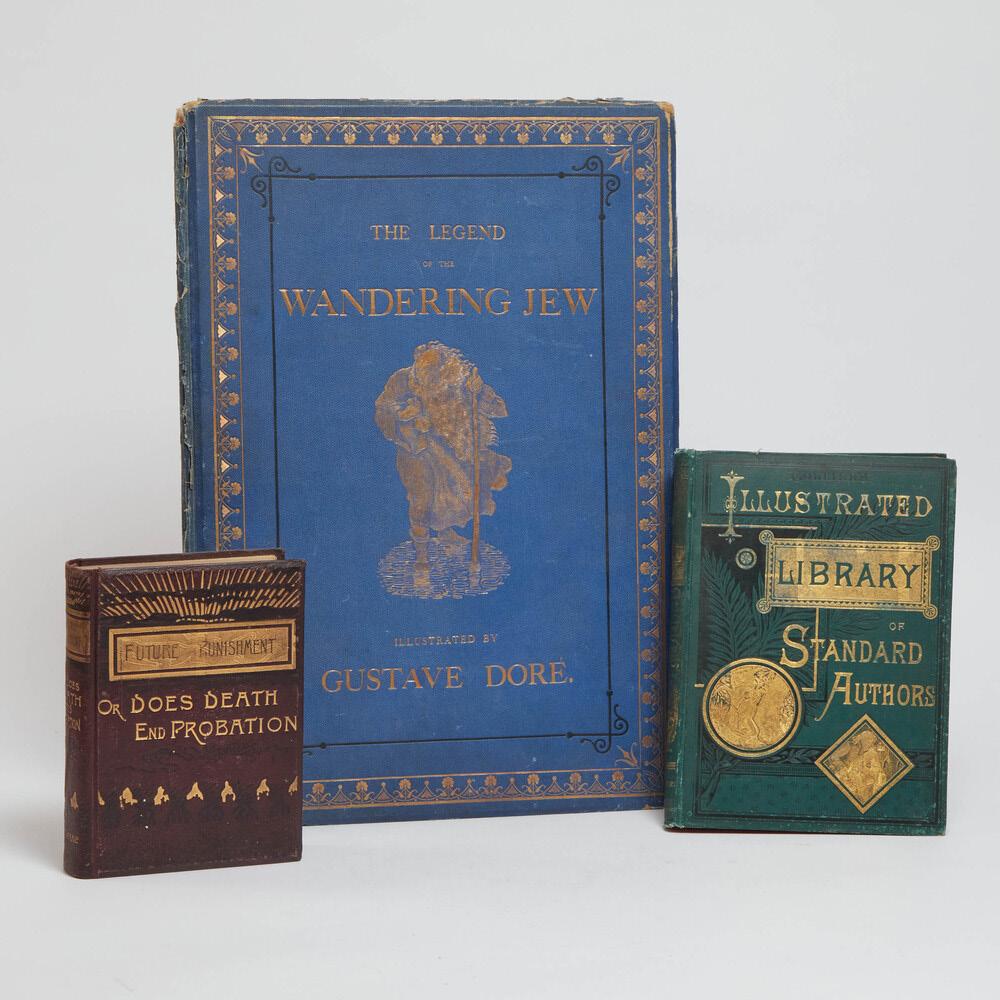 THE LEGEND
OF THE
WANDERING JEW
ILLUSTRATED BY
GUSTAVE DORÉ.
FUTURE PUNISHMENT
OR DOES DEATH
END PROBATION
ILLUSTRATED
LIBRARY
OF
STANDARD
AUTHORS